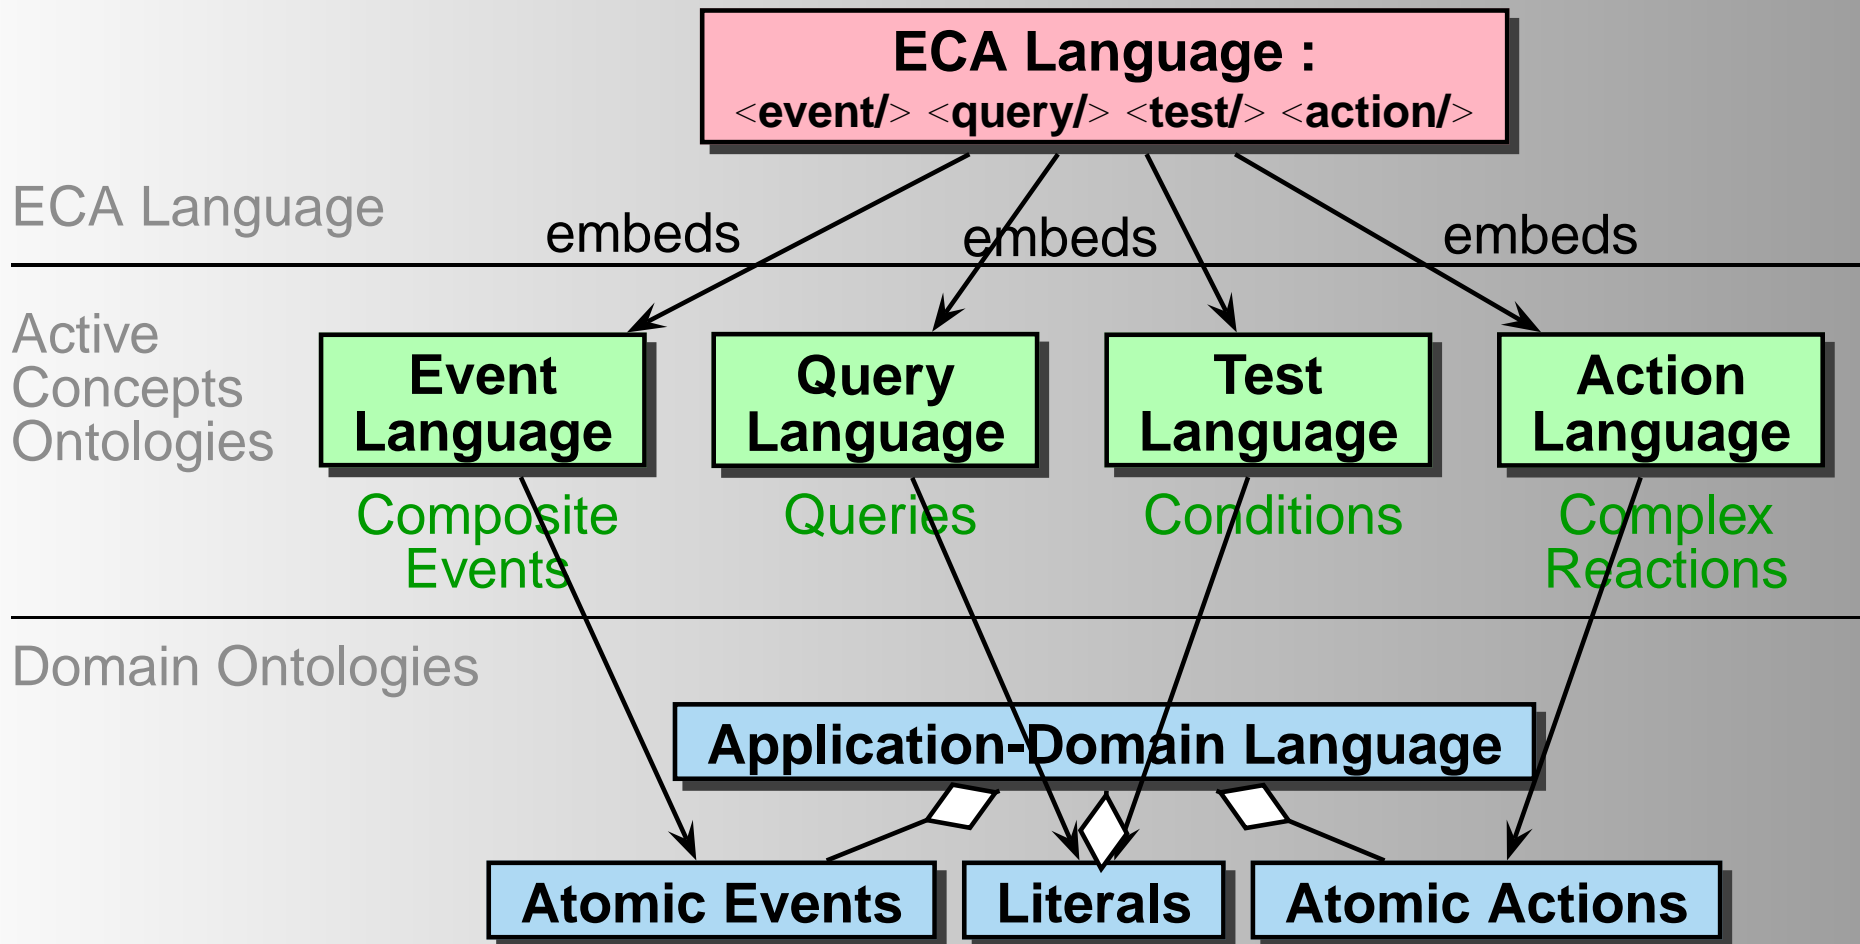 ECA Language :
<event/> <query/> <test/> <action/>
ECA Language
embeds
embeds
embeds
Active
Concepts
Ontologies
Event
Language
Query
Language
Test
Language
Action
Language
Composite
Events
Queries
Conditions
Complex
Reactions
Domain Ontologies
Application-Domain Language
Atomic Events
Literals
Atomic Actions